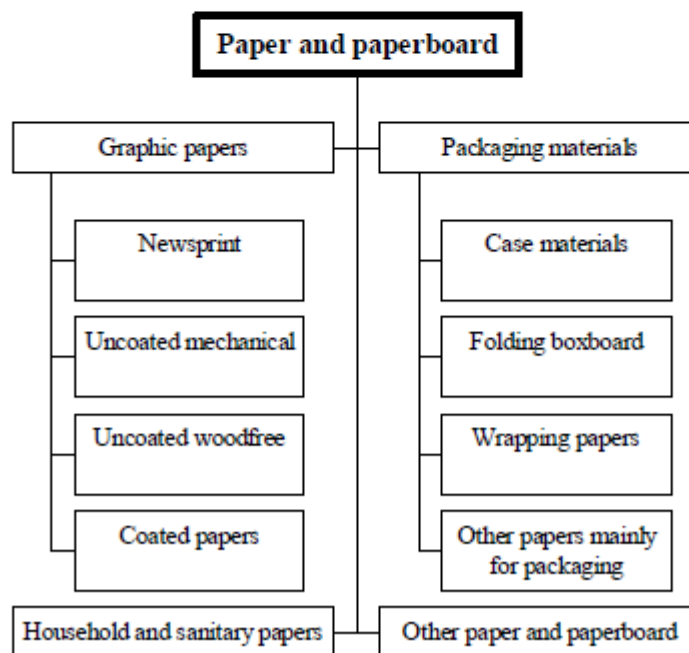 Paper and paperboard
Graphic papers
Newsprint
Uncoated mechanical
Uncoated woodfree
Coated papers
Packaging materials
Case materials
Folding boxboard
Wrapping papers
Other papers mainly
for packaging
Household and sanitary papers
Other paper and paperboard